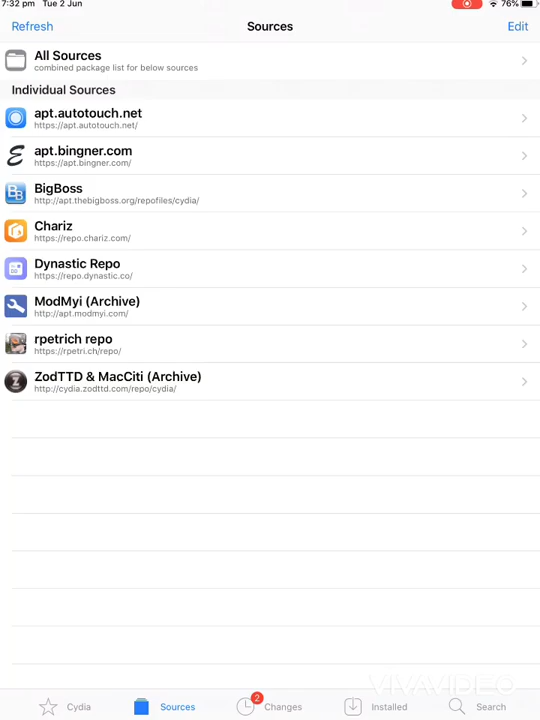 7:32 pm Tue 2 Jun 76%
Refresh Sources Edit
All Sources
combined package list for below sources
Individual Sources
apt.autotouch.net
https://apt.autotouch.net/
apt.bingner.com
https://apt.bingner.com/
BigBoss
http://apt.thebigboss.org/repofiles/cydia/
Chariz
https://repo.chariz.com/
Dynastic Repo
https://repo.dynastic.co/
ModMyi (Archive)
http://apt.modmyi.com/
rpetrich repo
https://rpetri.ch/repo/
ZodTTD & MacCiti (Archive)
http://cydia.zodttd.com/repo/cydia/
VIVAVIDEO
Cydia Sources 2 Changes Installed Search